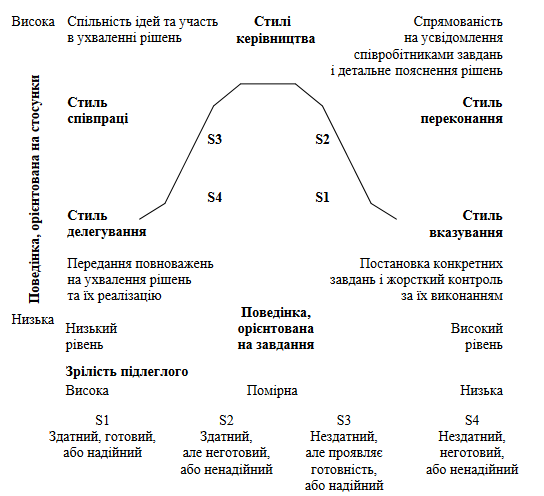 Висока
Спільність ідей та участь
в ухваленні рішень
Стилі
керівництва
Спрямованість
на усвідомлення
співробітниками завдань
і детальне пояснення рішень
Поведінка, орієнтована на стосунки
Стиль
співпраці
Стиль
переконання
S3
S2
S4
S1
Стиль
делегування
Стиль
вказування
Передання повноважень
на ухвалення рішень
та їх реалізацію
Постановка конкретних
завдань і жорсткий контроль
за їх виконанням
Низька
Низький
рівень
Поведінка,
орієнтована
на завдання
Високий
рівень
Зрілість підлеглого
Висока
Помірна
Низька
S1
Здатний, готовий,
або надійний
S2
Здатний,
але неготовий,
або ненадійний
S3
Нездатний,
але проявляє
готовність,
або надійний
S4
Нездатний,
неготовий,
або ненадійний